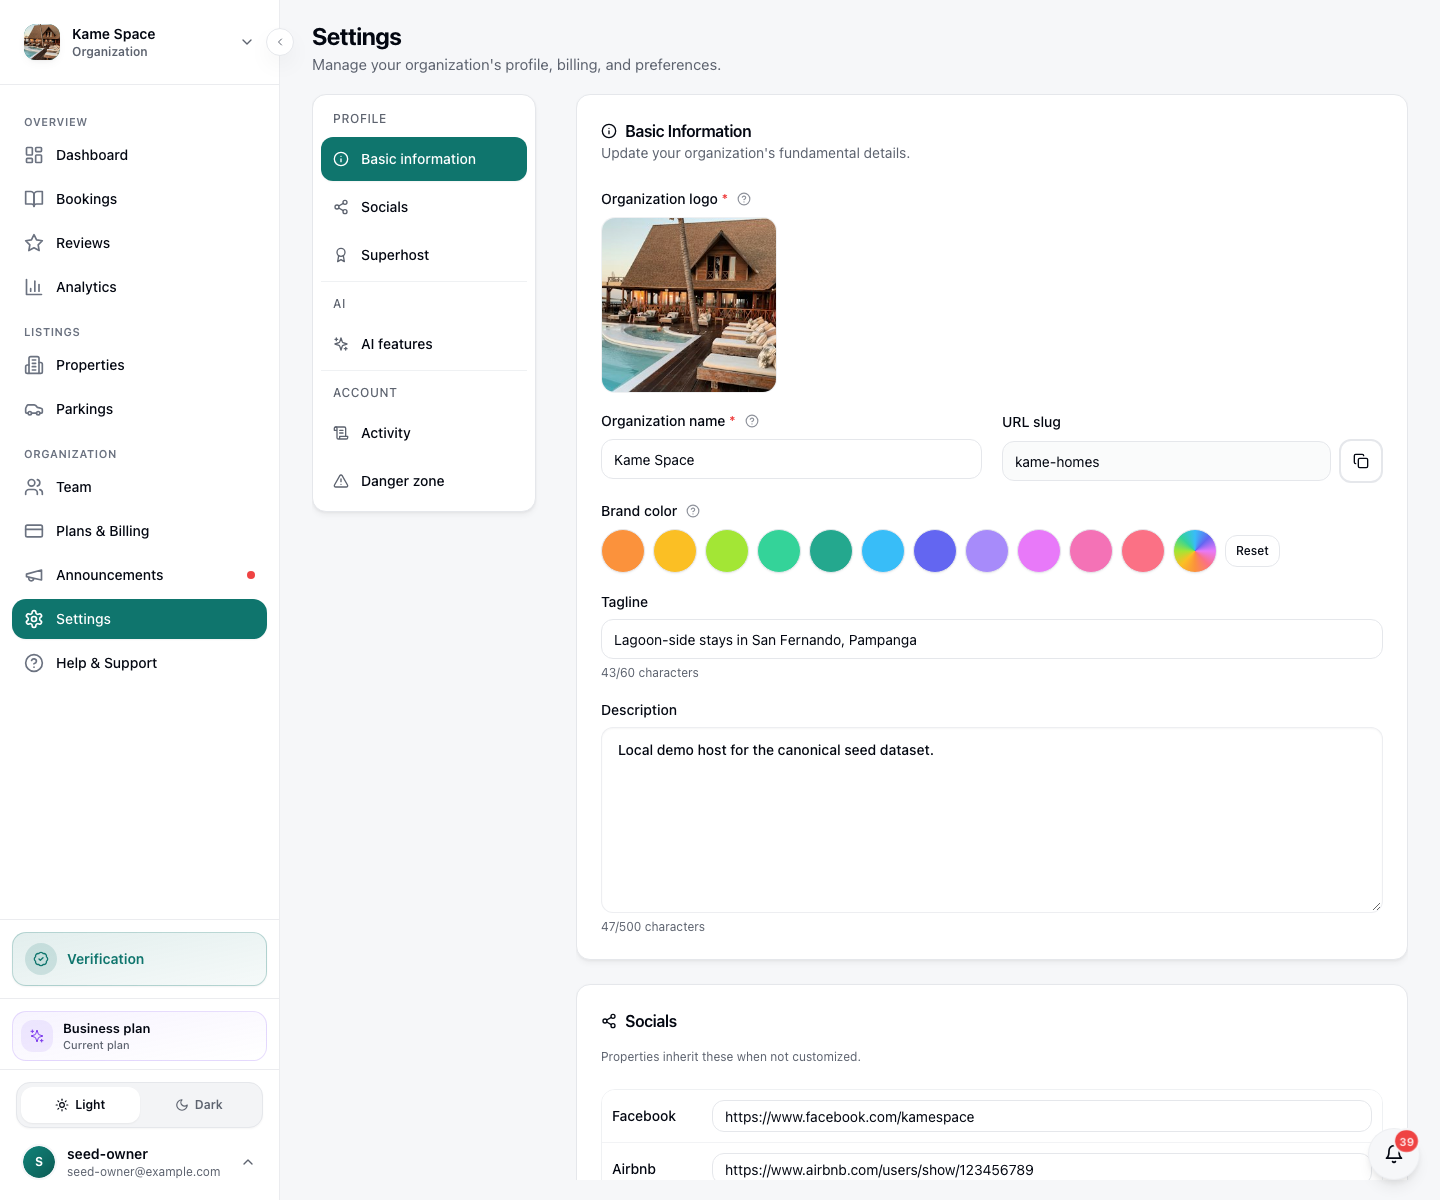 Kame Space
Organization
OVERVIEW
Dashboard
Bookings
Reviews
Analytics
LISTINGS
Properties
Parkings
ORGANIZATION
Team
Plans & Billing
Announcements
Settings
Help & Support
Verification
Business plan
Current plan
Light
Dark
S
seed-owner
seed-owner@example.com
Settings
Manage your organization's profile, billing, and preferences.
PROFILE
Basic information
Socials
Superhost
AI
AI features
ACCOUNT
Activity
Danger zone
Basic Information
Update your organization's fundamental details.
Organization logo *
Organization name *
Kame Space
URL slug
kame-homes
Brand color
Reset
Tagline
Lagoon-side stays in San Fernando, Pampanga
43/60 characters
Description
Local demo host for the canonical seed dataset.
47/500 characters
Socials
Properties inherit these when not customized.
Facebook
https://www.facebook.com/kamespace
Airbnb
https://www.airbnb.com/users/show/123456789
39